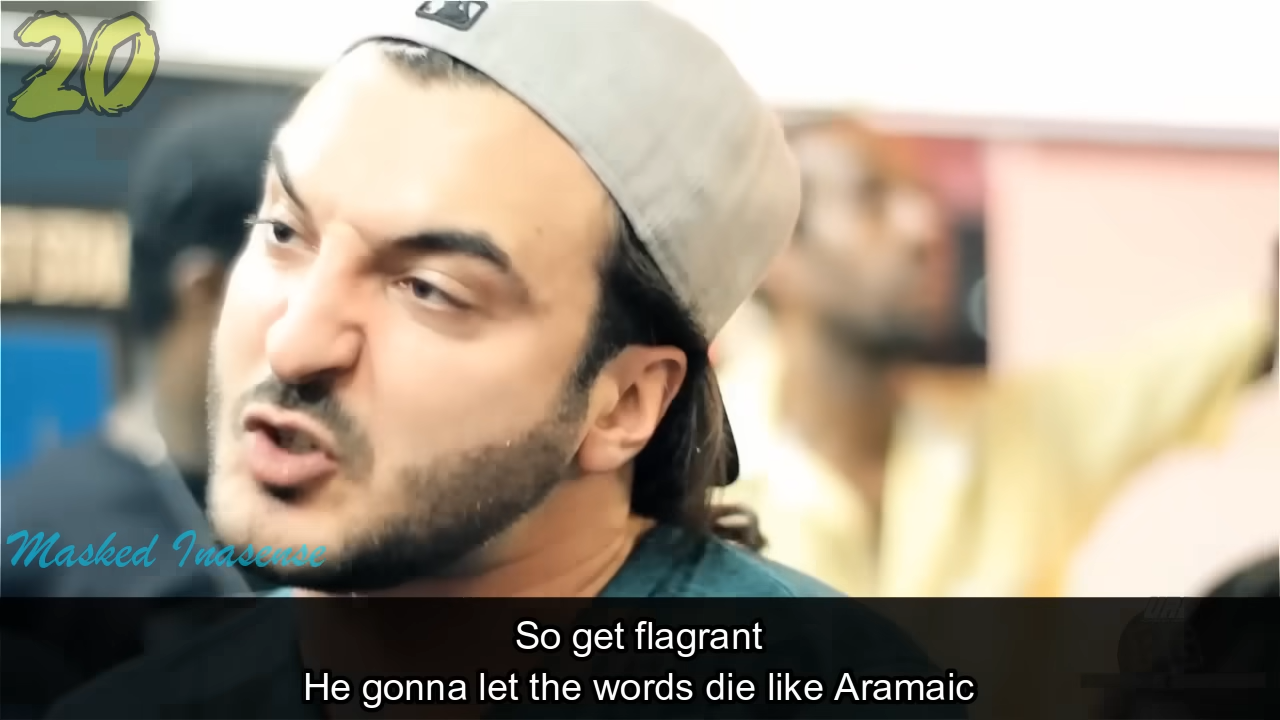 20
Masked Inasense
So get flagrant
He gonna let the words die like Aramaic